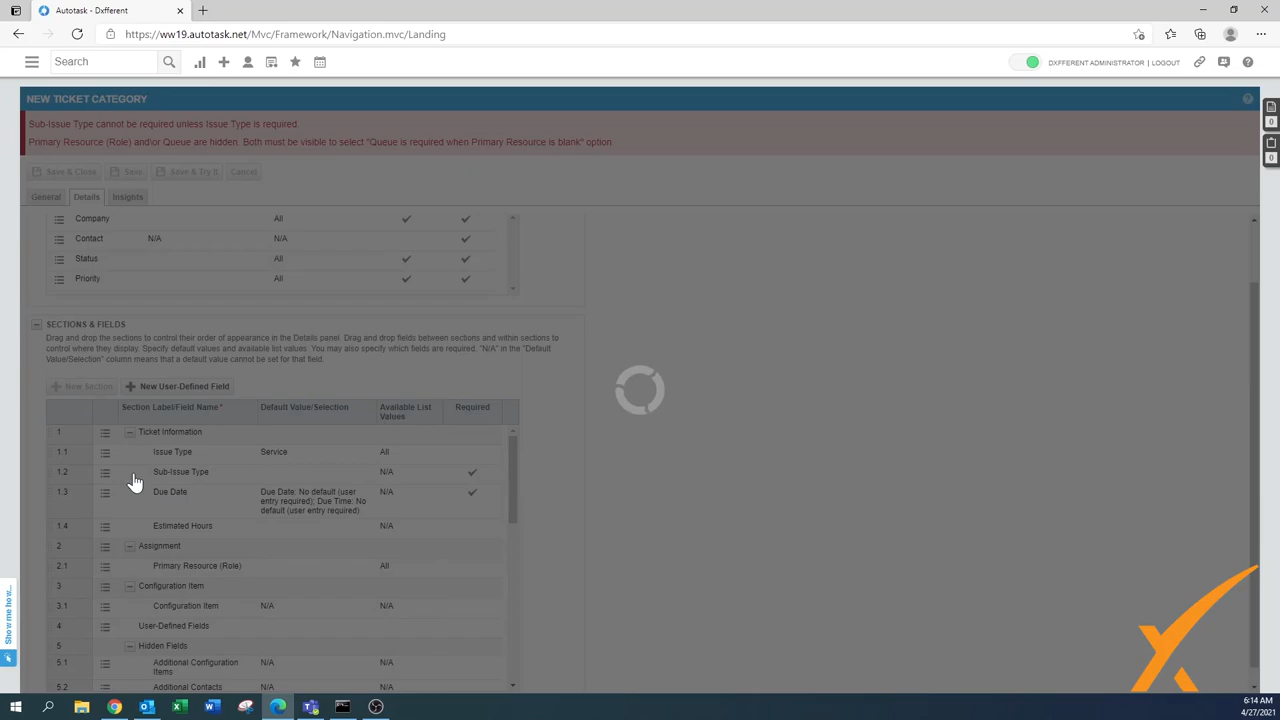 Autotask - Dxfferent
https://ww19.autotask.net/Mvc/Framework/Navigation.mvc/Landing
Search
DXFFERENT ADMINISTRATOR | LOGOUT
NEW TICKET CATEGORY
Sub-Issue Type cannot be required unless Issue Type is required.
Primary Resource (Role) and/or Queue are hidden. Both must be visible to select "Queue is required when Primary Resource is blank" option.
0
0
Save & Close Save Save & Try It Cancel
General Details Insights
Company All
Contact N/A N/A
Status All
Priority All
SECTIONS & FIELDS
Drag and drop the sections to control their order of appearance in the Details panel. Drag and drop fields between sections and within sections
to control where they display. Specify default values and available list values. You may also specify which fields are required. "N/A" in the "Default
Value/Selection" column means that a default value cannot be set for that field.
New Section New User-Defined Field
Section Label/Field Name * Default Value/Selection Available List Values Required
1 Ticket Information
1.1 Issue Type Service All
1.2 Sub-Issue Type N/A
1.3 Due Date Due Date: No default (user N/A
entry required); Due Time: No
default (user entry required).
1.4 Estimated Hours N/A
2 Assignment
2.1 Primary Resource (Role) All
3 Configuration Item
3.1 Configuration Item N/A N/A
4 User-Defined Fields
5 Hidden Fields
5.1 Additional Configuration N/A N/A
Items
5.2 Additional Contacts N/A N/A
Show me how...
6:14 AM
4/27/2021